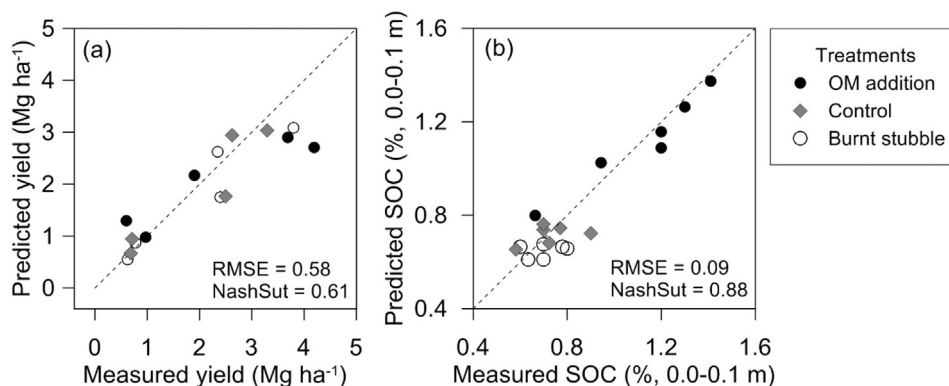 (a)
Predicted yield (Mg ha⁻¹)
5
4
3
2
1
0
RMSE = 0.58
NashSut = 0.61
0 1 2 3 4 5
Measured yield (Mg ha⁻¹)
(b)
Predicted SOC (%, 0.0-0.1 m)
1.6
1.2
0.8
0.4
RMSE = 0.09
NashSut = 0.88
0.4 0.8 1.2 1.6
Measured SOC (%, 0.0-0.1 m)
Treatments
OM addition
Control
Burnt stubble